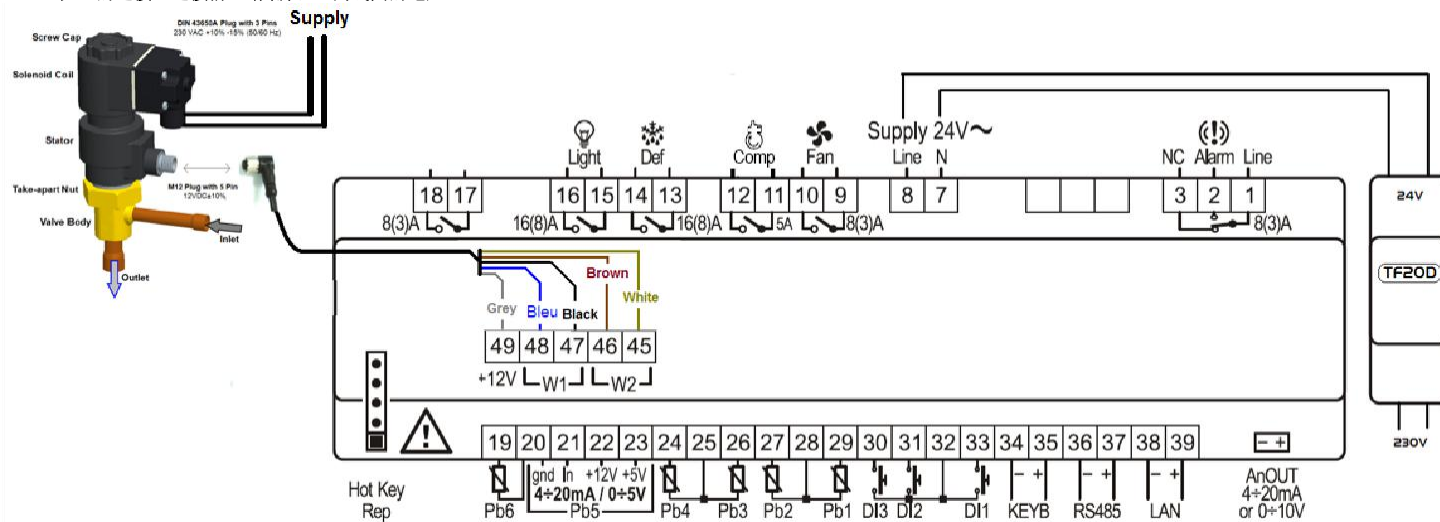 DIN 43650A Plug with 3 Pins
230 VAC +10% -15% (50/60 Hz)
Supply
Screw Cap
Solenoid Coil
Stator
M12 Plug with 5 Pin
12VDC±10%
Take-apart Nut
Valve Body
Inlet
Outlet
Supply 24V~
Light Def Comp Fan Line N NC Alarm Line
18 17 16 15 14 13 12 11 10 9 8 7 3 2 1
8(3)A 16(8)A 16(8)A 5A 8(3)A 8(3)A
24V
TF20D
230V
Brown
White
Grey Bleu Black
49 48 47 46 45
+12V W1 W2
19 20 21 22 23 24 25 26 27 28 29 30 31 32 33 34 35 36 37 38 39
- +
gnd In +12V +5V
4÷20mA / 0÷5V
- + - + - +
Hot Key
Rep
Pb6 Pb5 Pb4 Pb3 Pb2 Pb1 DI3 DI2 DI1 KEYB RS485 LAN
AnOUT
4÷20mA
or 0÷10V